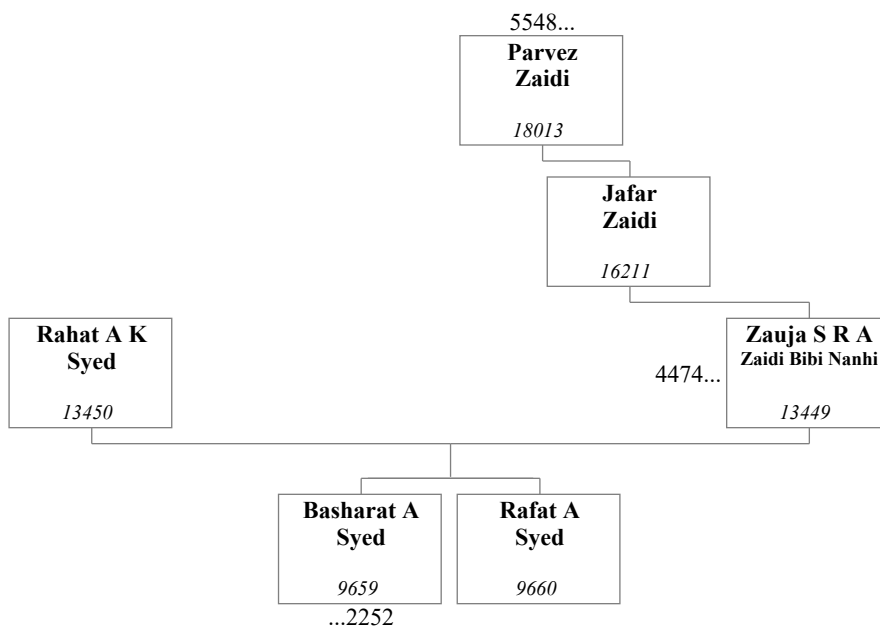 5548...
Parvez
Zaidi
18013
Jafar
Zaidi
16211
Rahat A K
Syed
13450
4474...
Zauja S R A
Zaidi Bibi Nanhi
13449
Basharat A
Syed
9659
...2252
Rafat A
Syed
9660